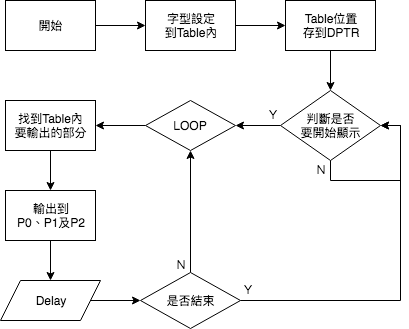 開始
字型設定
到Table內
Table位置
存到DPTR
判斷是否
要開始顯示
Y
N
LOOP
找到Table內
要輸出的部分
輸出到
P0、P1及P2
Delay
是否結束
N
Y